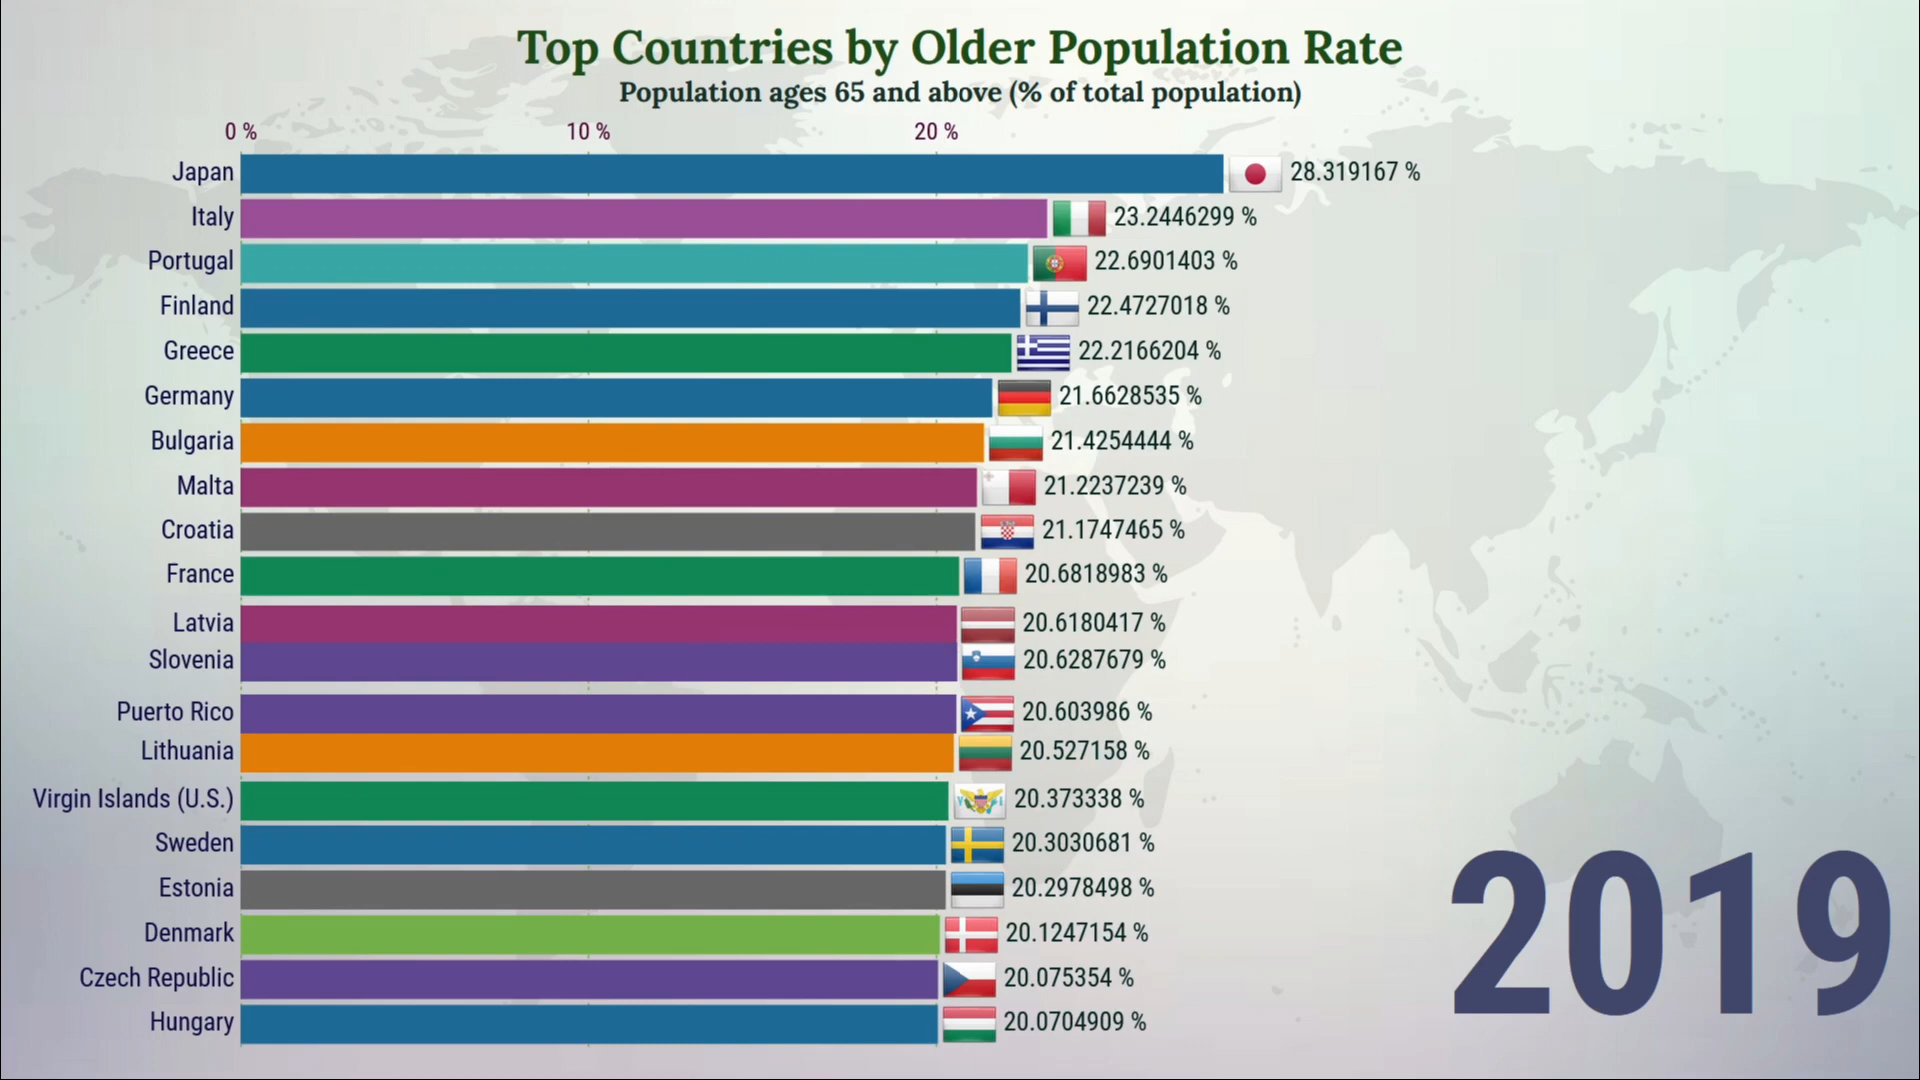 Top Countries by Older Population Rate
Population ages 65 and above (% of total population)
0 % 10 % 20 %
Japan 28.319167 %
Italy 23.2446299 %
Portugal 22.6901403 %
Finland 22.4727018 %
Greece 22.2166204 %
Germany 21.6628535 %
Bulgaria 21.4254444 %
Malta 21.2237239 %
Croatia 21.1747465 %
France 20.6818983 %
Latvia 20.6180417 %
Slovenia 20.6287679 %
Puerto Rico 20.603986 %
Lithuania 20.527158 %
Virgin Islands (U.S.) V I 20.373338 %
Sweden 20.3030681 %
Estonia 20.2978498 %
Denmark 20.1247154 %
Czech Republic 20.075354 %
Hungary 20.0704909 %
2019